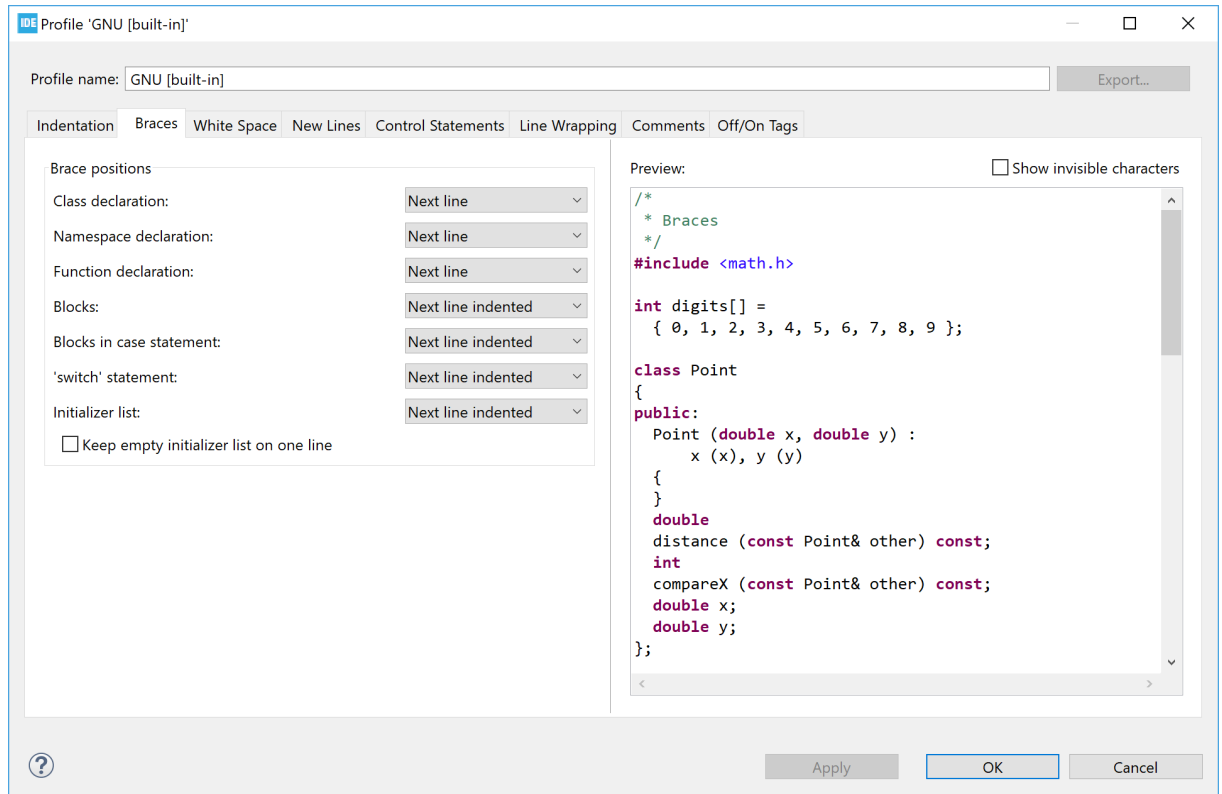 IDE Profile 'GNU [built-in]'
Profile name: GNU [built-in] Export...
Indentation Braces White Space New Lines Control Statements Line Wrapping Comments Off/On Tags
Brace positions
Class declaration: Next line
Namespace declaration: Next line
Function declaration: Next line
Blocks: Next line indented
Blocks in case statement: Next line indented
'switch' statement: Next line indented
Initializer list: Next line indented
Keep empty initializer list on one line
Preview: Show invisible characters
/*
 * Braces
 */
#include <math.h>
int digits[] =
  { 0, 1, 2, 3, 4, 5, 6, 7, 8, 9 };
class Point
{
public:
  Point (double x, double y) :
      x (x), y (y)
  {
  }
  double
  distance (const Point& other) const;
  int
  compareX (const Point& other) const;
  double x;
  double y;
};
? Apply OK Cancel